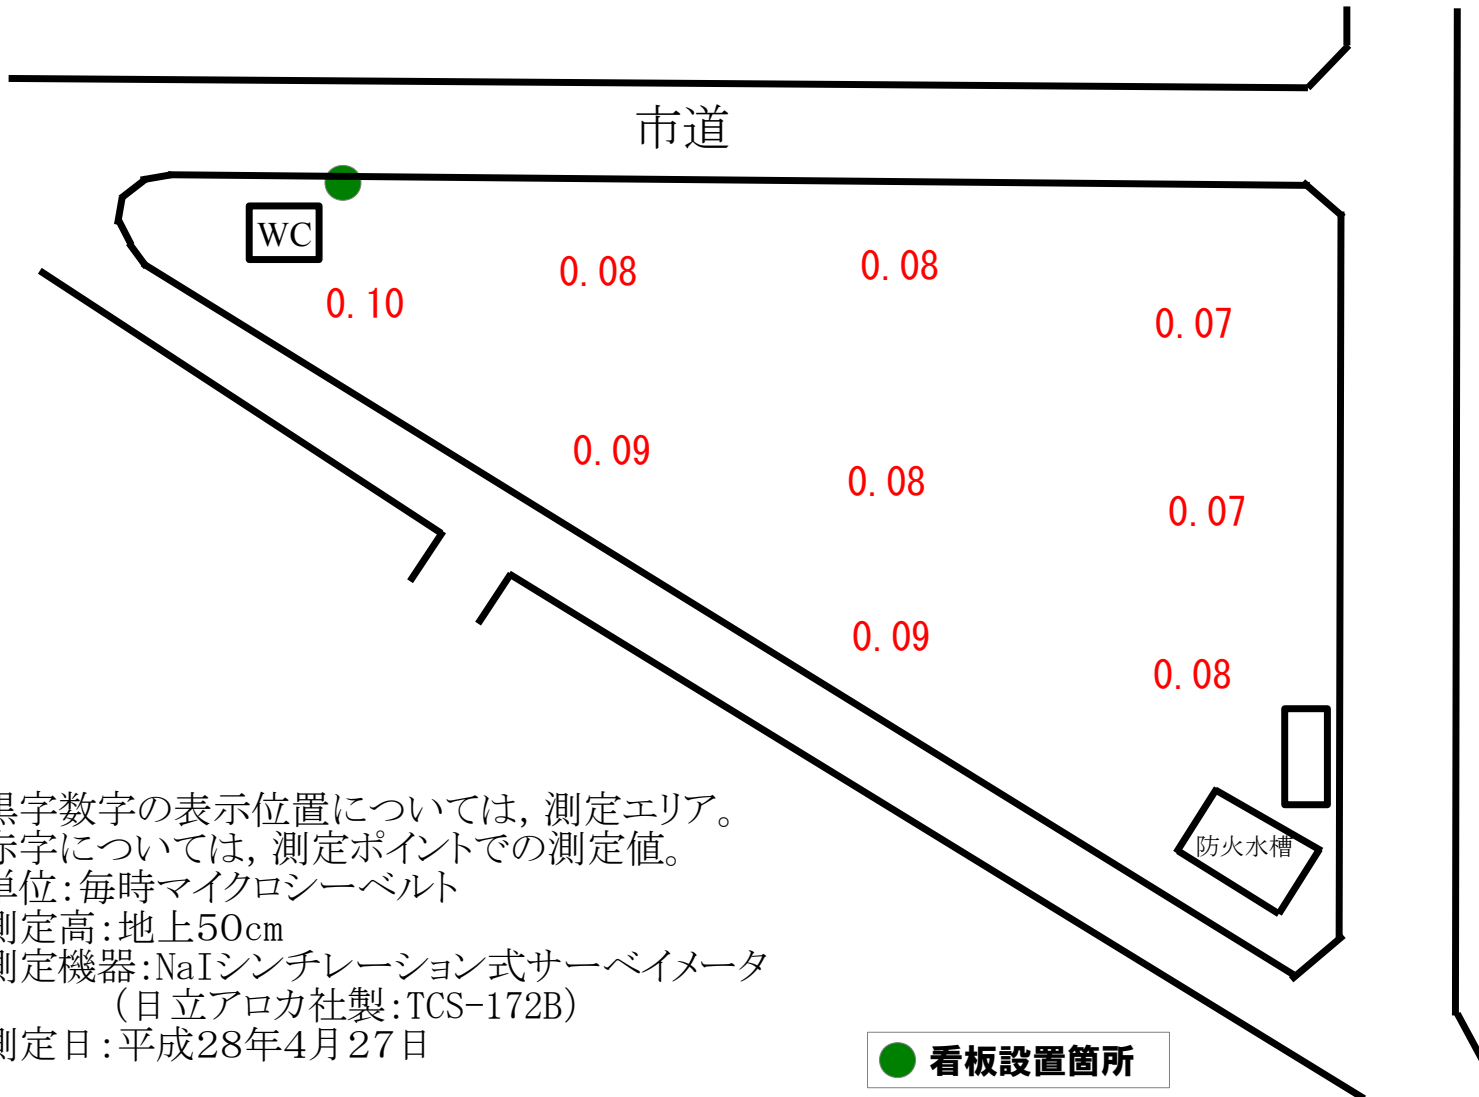 市道
WC
0.08
0.08
0.10
0.07
0.09
0.08
0.07
0.09
0.08
防火水槽
黒字数字の表示位置については，測定エリア。
赤字については，測定ポイントでの測定値。
単位：毎時マイクロシーベルト
測定高：地上50cm
測定機器：NaIシンチレーション式サーベイメータ
（日立アロカ社製：TCS-172B）
測定日：平成28年4月27日
看板設置箇所